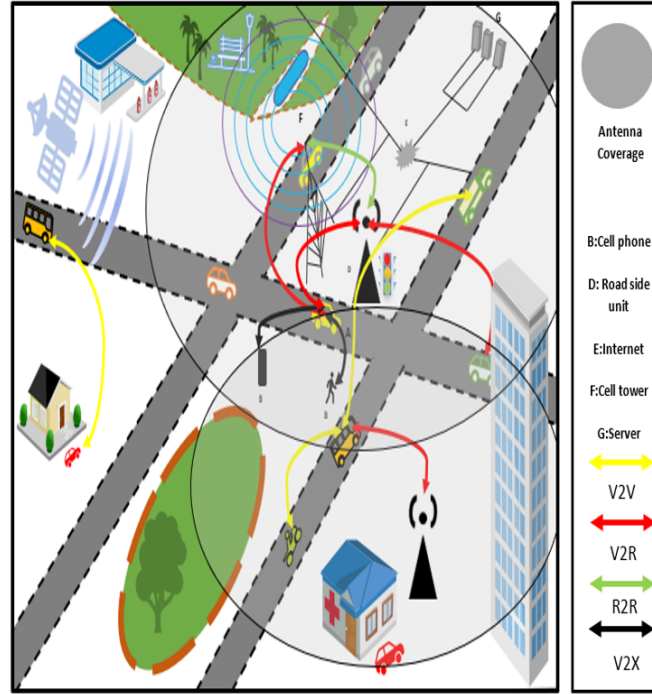 G
F
E
D
A
B
B
Antenna
Coverage
B:Cell phone
D: Road side
unit
E:Internet
F:Cell tower
G:Server
V2V
V2R
R2R
V2X